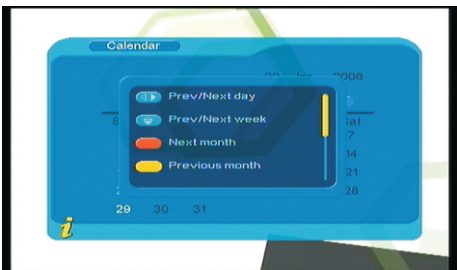 Calendar
2006
Prev/Next day
S Sat
Prev/Next week
7
Next month
14
Previous month
21
28
29 30 31
i